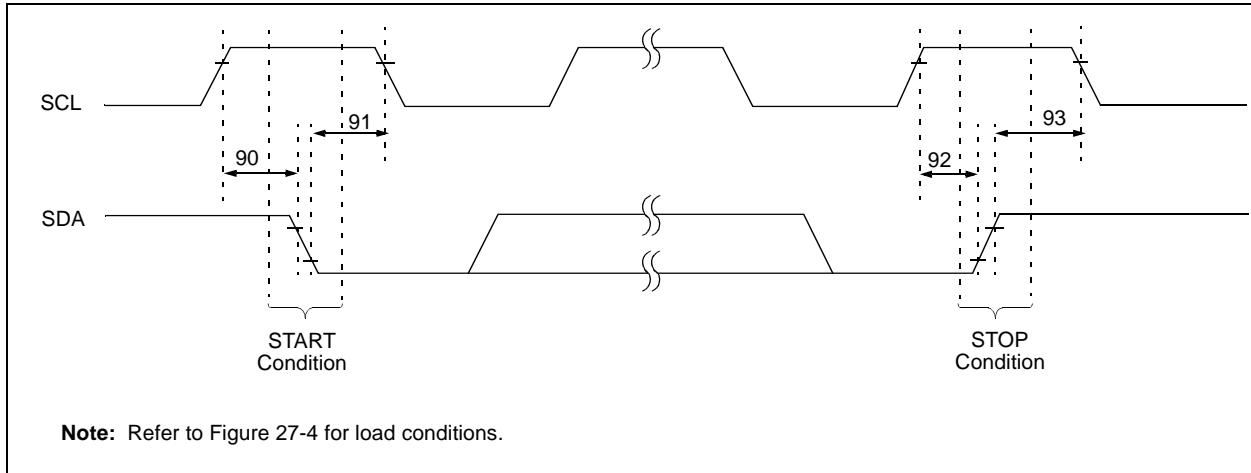 SCL
91
93
90
92
SDA
START
Condition
STOP
Condition
Note: Refer to Figure 27-4 for load conditions.